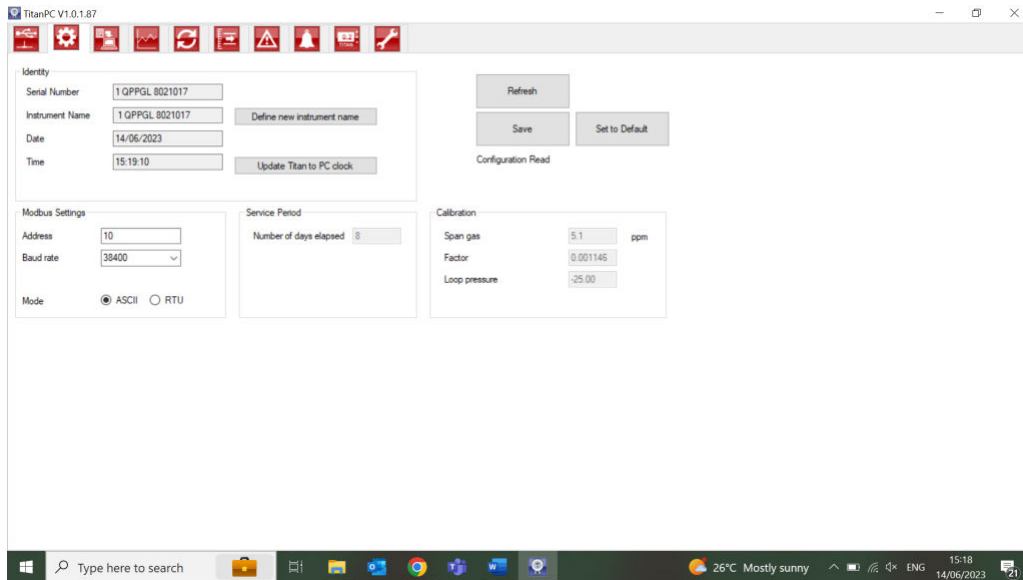 TitanPC V1.0.1.87
Identity
Serial Number 1 QPPGL 8021017
Instrument Name 1 QPPGL 8021017 Define new instrument name
Date 14/06/2023
Time 15:19:10 Update Titan to PC clock
Refresh
Save Set to Default
Configuration Read
Modbus Settings
Address 10
Baud rate 38400
Mode ASCII RTU
Service Period
Number of days elapsed 8
Calibration
Span gas 5.1 ppm
Factor 0.001146
Loop pressure -25.00
Type here to search
26°C Mostly sunny ENG 15:18
14/06/2023 21